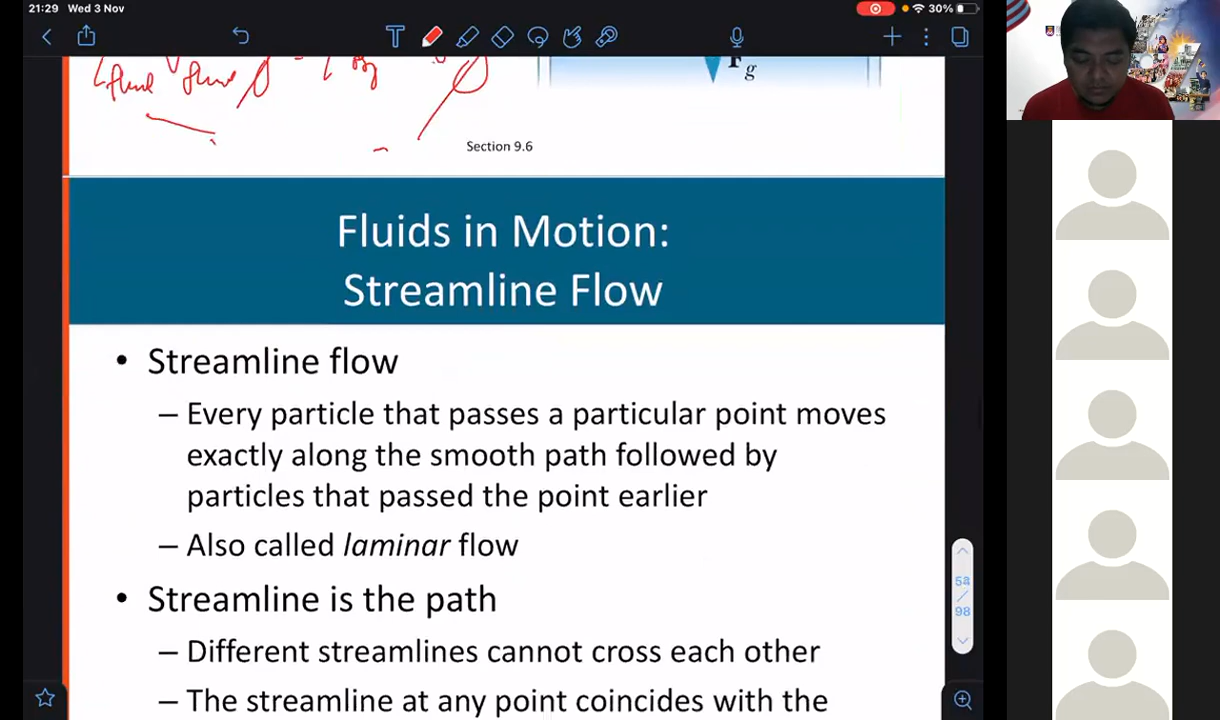 21:29 Wed 3 Nov
30%
fluid fluid
g
Section 9.6
Fluids in Motion:
Streamline Flow
• Streamline flow
– Every particle that passes a particular point moves
exactly along the smooth path followed by
particles that passed the point earlier
– Also called laminar flow
• Streamline is the path
– Different streamlines cannot cross each other
– The streamline at any point coincides with the
52
/
98